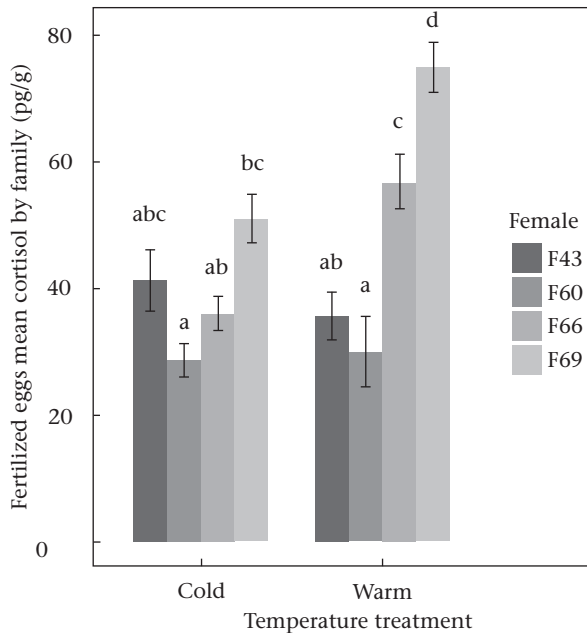 Fertilized eggs mean cortisol by family (pg/g)
80
60
40
20
0
abc
a
ab
bc
ab
a
c
d
Cold
Warm
Temperature treatment
Female
F43
F60
F66
F69